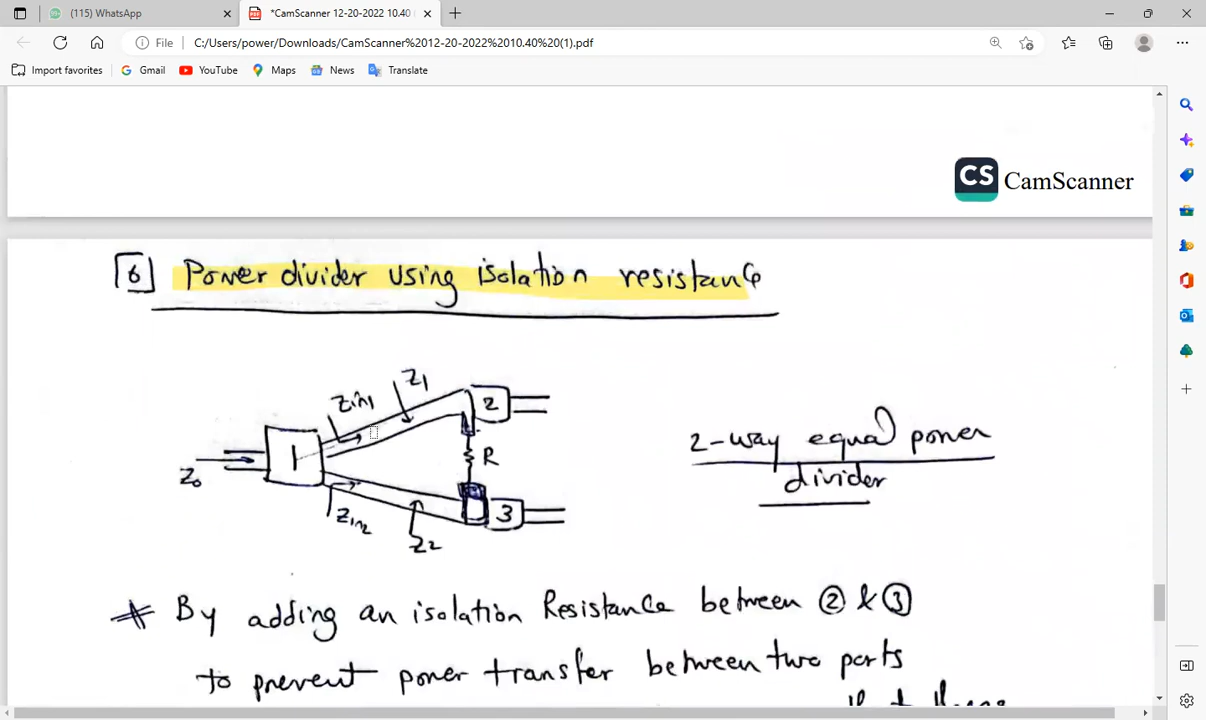 (115) WhatsApp
*CamScanner 12-20-2022 10.40
File
C:/Users/power/Downloads/CamScanner%2012-20-2022%2010.40%20(1).pdf
Import favorites
Gmail
YouTube
Maps
News
Translate
CS CamScanner
6 Power divider using isolation resistance
Zin1
Z1
2
1
R
Z0
3
Zin2
Z2
2-way equal power
divider
* By adding an isolation Resistance between ② & ③
to prevent power transfer between two ports